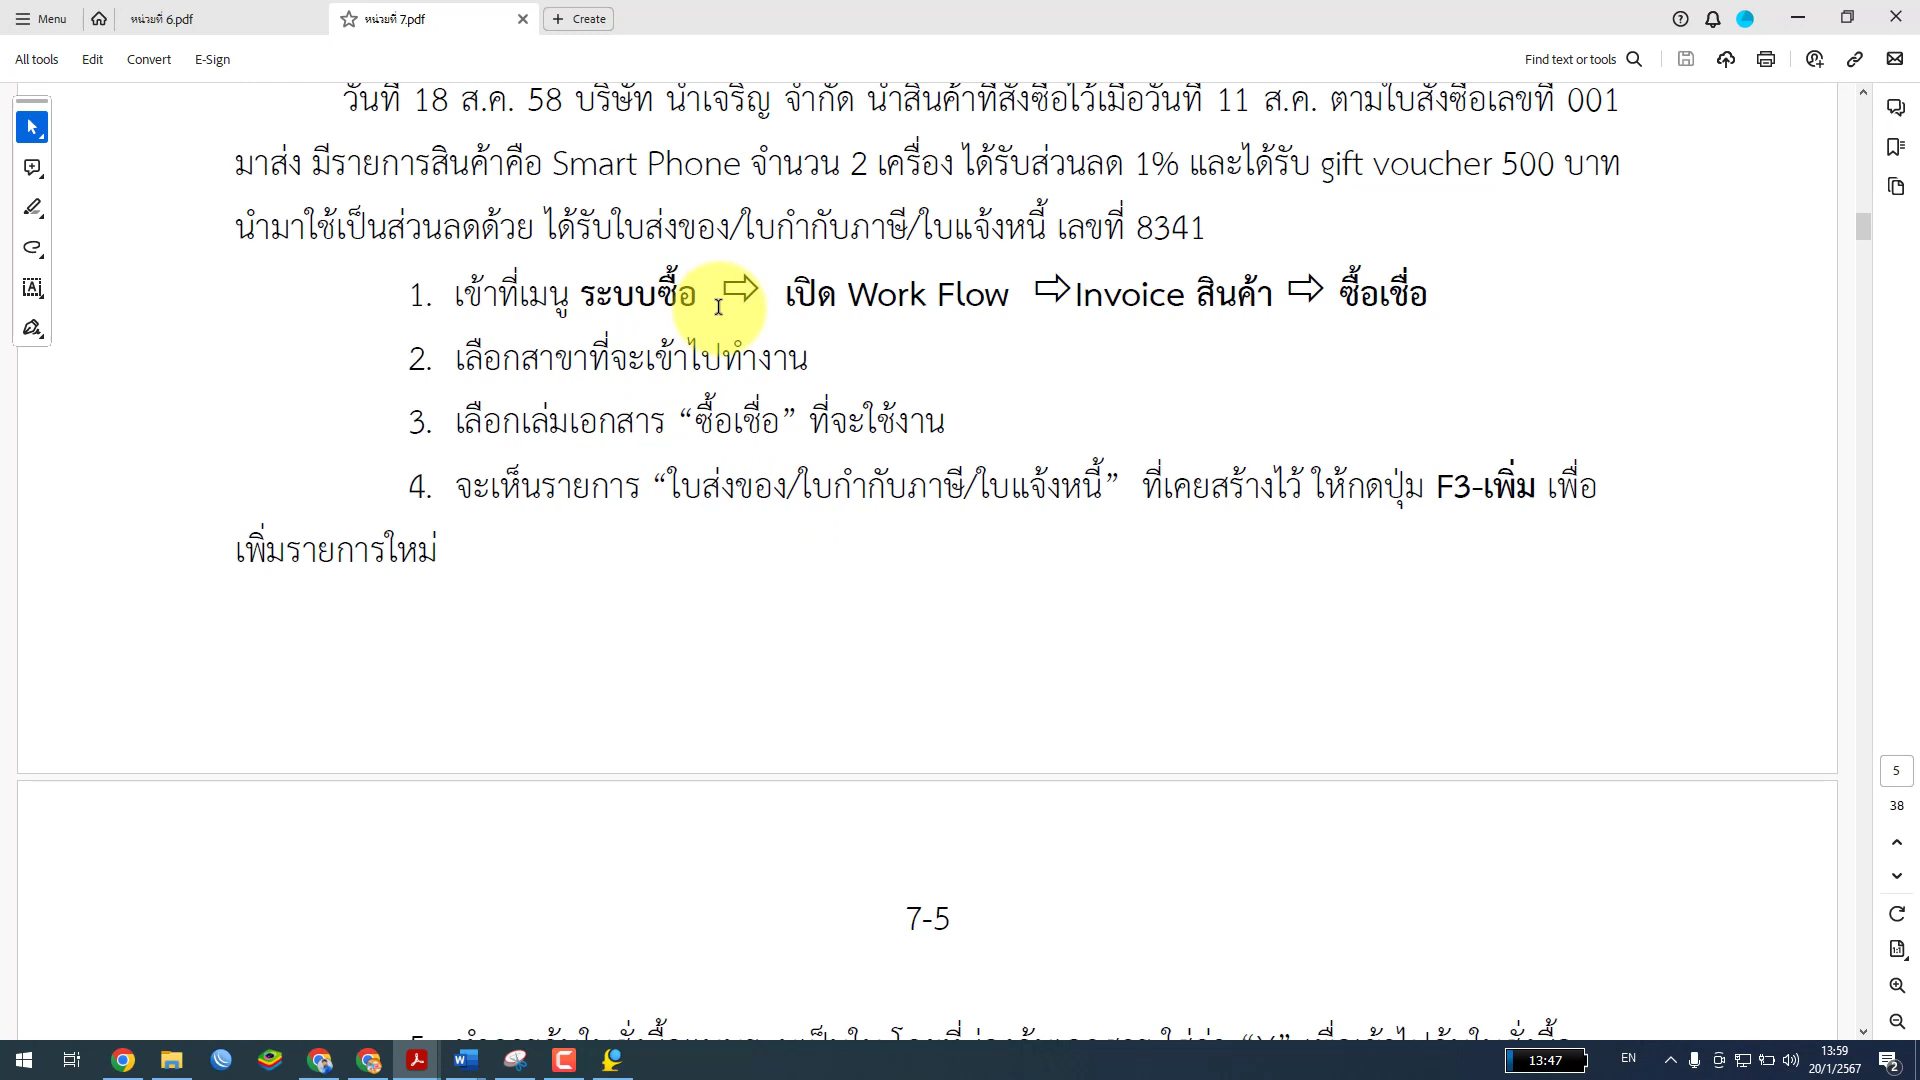 Menu
หน่วยที่ 6.pdf
หน่วยที่ 7.pdf
Create
All tools
Edit
Convert
E-Sign
Find text or tools
วันที่ 18 ส.ค. 58 บริษัท นำเจริญ จำกัด นำสินค้าที่สั่งซื้อไว้เมื่อวันที่ 11 ส.ค. ตามใบสั่งซื้อเลขที่ 001
มาส่ง มีรายการสินค้าคือ Smart Phone จำนวน 2 เครื่อง ได้รับส่วนลด 1% และได้รับ gift voucher 500 บาท
นำมาใช้เป็นส่วนลดด้วย ได้รับใบส่งของ/ใบกำกับภาษี/ใบแจ้งหนี้ เลขที่ 8341
1. เข้าที่เมนู ระบบซื้อ ⇨ เปิด Work Flow ⇨Invoice สินค้า ⇨ ซื้อเชื่อ
2. เลือกสาขาที่จะเข้าไปทำงาน
3. เลือกเล่มเอกสาร “ซื้อเชื่อ” ที่จะใช้งาน
4. จะเห็นรายการ “ใบส่งของ/ใบกำกับภาษี/ใบแจ้งหนี้” ที่เคยสร้างไว้ ให้กดปุ่ม F3-เพิ่ม เพื่อ
เพิ่มรายการใหม่
5
38
7-5
13:47
EN
13:59
20/1/2567
2